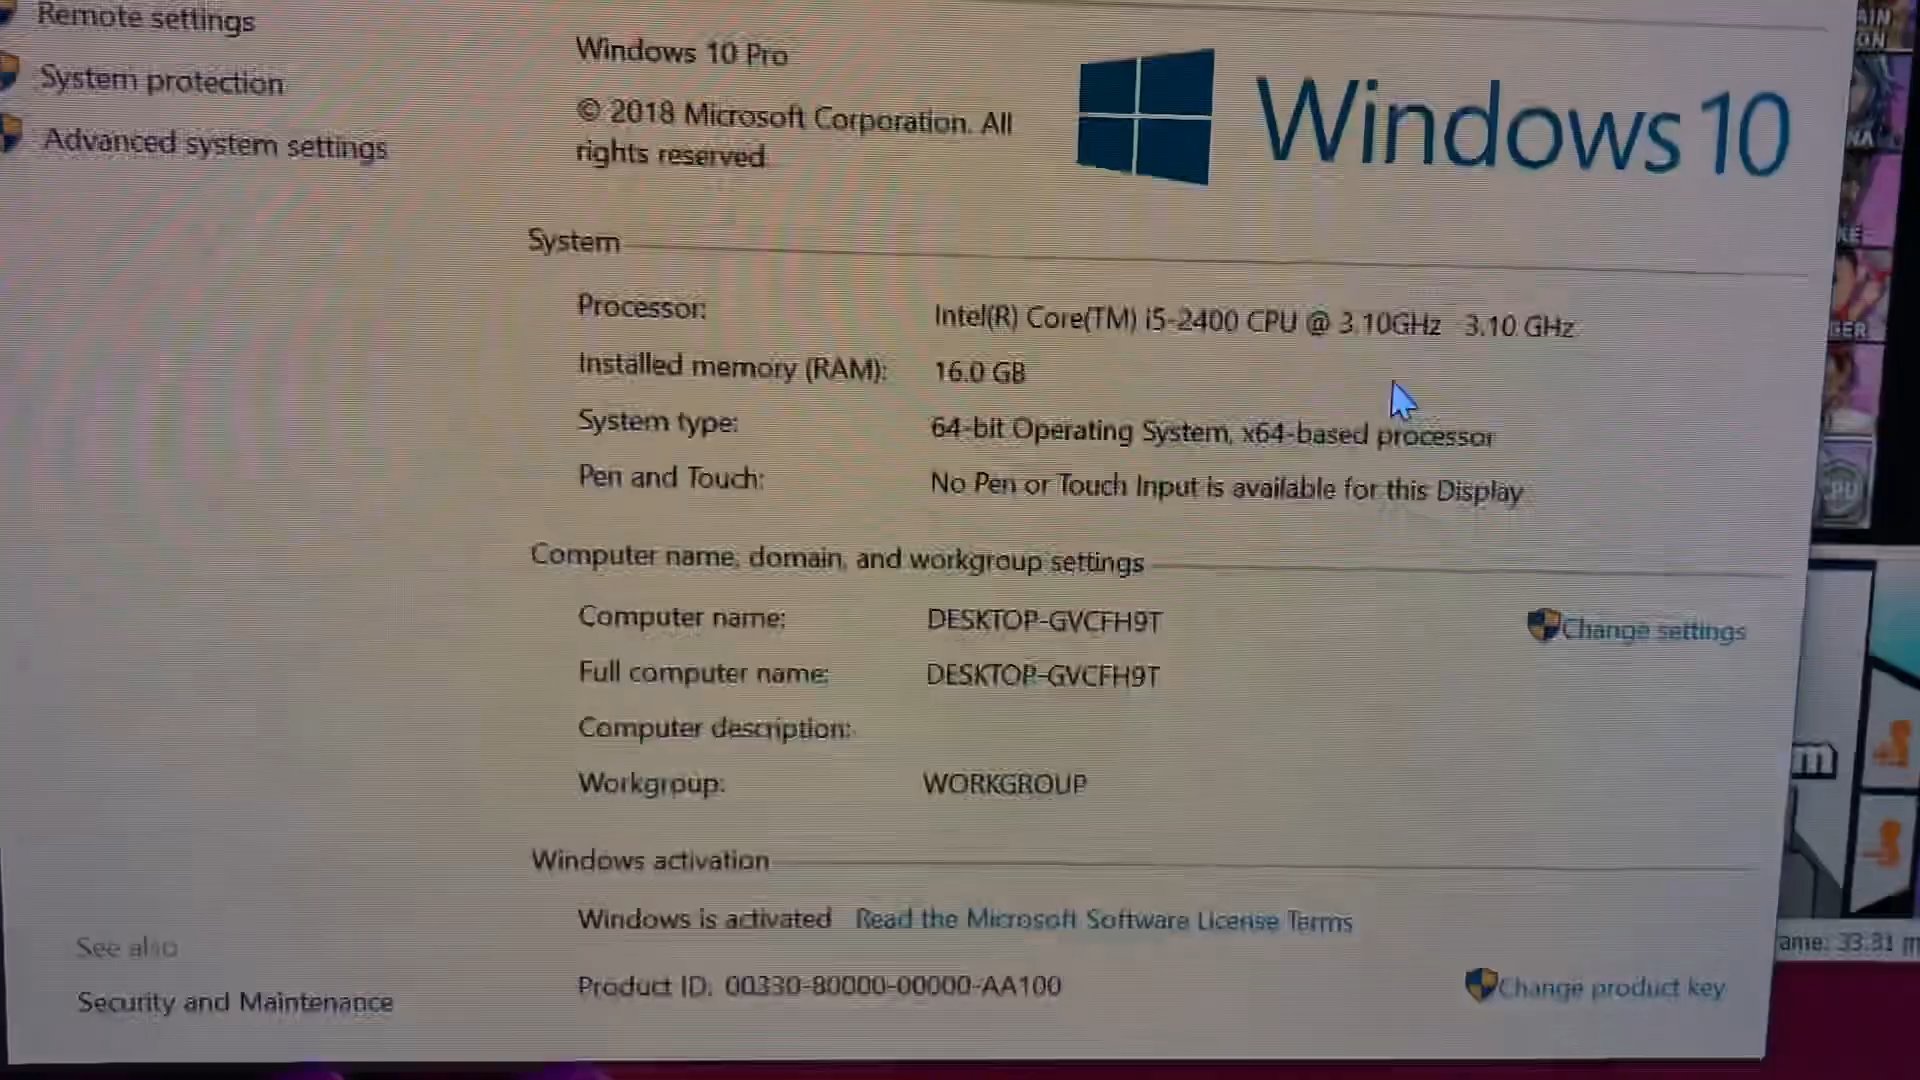 Remote settings
System protection
Advanced system settings
Windows 10 Pro
© 2018 Microsoft Corporation. All
rights reserved.
Windows 10
System
Processor: Intel(R) Core(TM) i5-2400 CPU @ 3.10GHz 3.10 GHz
Installed memory (RAM): 16.0 GB
System type: 64-bit Operating System, x64-based processor
Pen and Touch: No Pen or Touch Input is available for this Display
Computer name, domain, and workgroup settings
Computer name: DESKTOP-GVCFH9T
Change settings
Full computer name: DESKTOP-GVCFH9T
Computer description:
Workgroup: WORKGROUP
Windows activation
Windows is activated Read the Microsoft Software License Terms
Product ID: 00330-80000-00000-AA100
Change product key
See also
Security and Maintenance
CPU
ame: 33.31 m